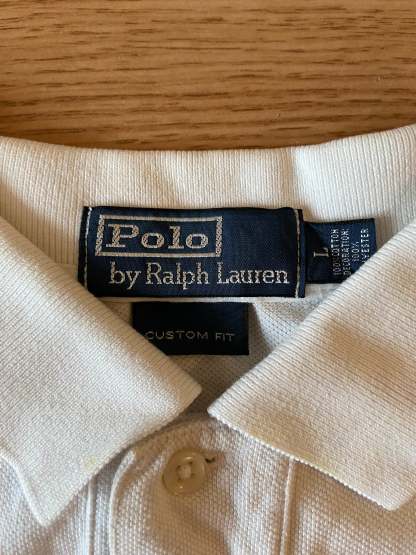 Polo
by Ralph Lauren
L
100% COTTON
DECORATION:
100%
POLYESTER
CUSTOM FIT